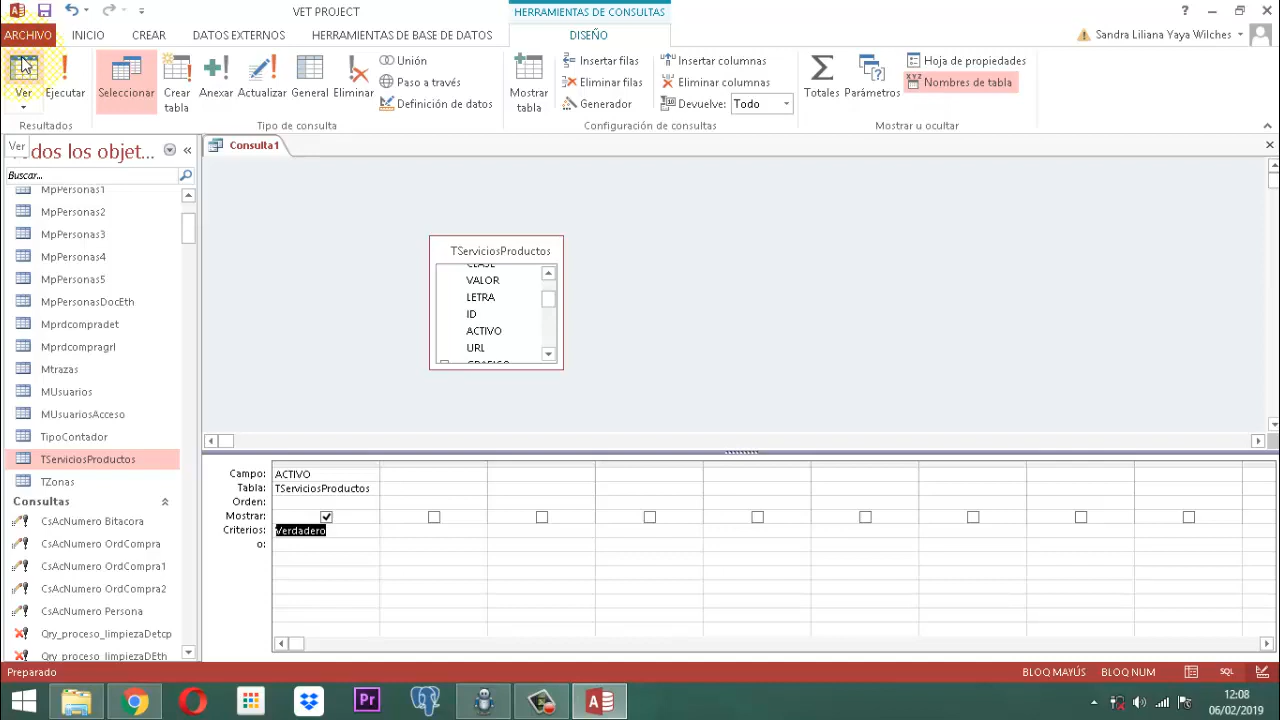 VET PROJECT
HERRAMIENTAS DE CONSULTAS
?
ARCHIVO INICIO CREAR DATOS EXTERNOS HERRAMIENTAS DE BASE DE DATOS DISEÑO
Sandra Liliana Yaya Wilches
Ver
Ejecutar
Resultados
Seleccionar
Crear tabla
Anexar
Actualizar
General
Eliminar
Unión
Paso a través
Definición de datos
Tipo de consulta
Mostrar tabla
Insertar filas
Eliminar filas
Generador
Insertar columnas
Eliminar columnas
Devuelve: Todo
Configuración de consultas
Totales
Parámetros
Hoja de propiedades
Nombres de tabla
Mostrar u ocultar
Ver
odos los objet...
Buscar...
MpPersonas1
MpPersonas2
MpPersonas3
MpPersonas4
MpPersonas5
MpPersonasDocEth
Mprdcompradet
Mprdcompragrl
Mtrazas
MUsuarios
MUsuariosAcceso
TipoContador
TServiciosProductos
TZonas
Consultas
CsAcNumero Bitacora
CsAcNumero OrdCompra
CsAcNumero OrdCompra1
CsAcNumero OrdCompra2
CsAcNumero Persona
Qry_proceso_limpiezaDetcp
Qry_proceso_limpiezaDEth
Consulta1
TServiciosProductos
CLASE
VALOR
LETRA
ID
ACTIVO
URL
GRAFICO
Campo: ACTIVO
Tabla: TServiciosProductos
Orden:
Mostrar:
Criterios: Verdadero
o:
Preparado
BLOQ MAYÚS BLOQ NUM SQL
Pr
12:08
06/02/2019